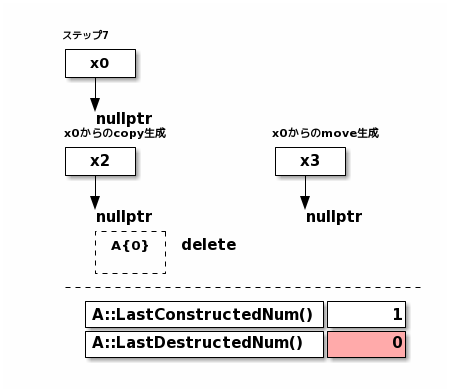 ステップ7
x0
nullptr
x0からのcopy生成 x0からのmove生成
x2 x3
nullptr nullptr
A{0} delete
A::LastConstructedNum() 1
A::LastDestructedNum() 0